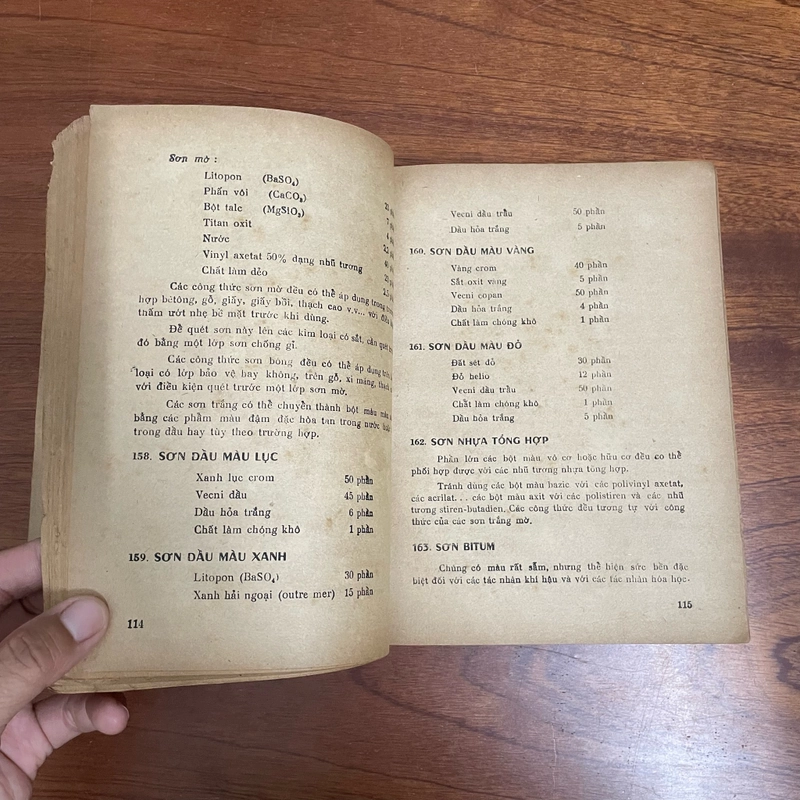 Sơn mờ :
Litopon (BaSO₄)
Phấn vôi (CaCO₃)
Bột talc (MgSiO₃)
Titan oxit
Nước
Vinyl axetat 50% dạng nhũ tương
Chất làm dẻo
Các công thức sơn mờ đều có thể áp dụng trong
hợp bêtông, gỗ, giấy, giấy bồi, thạch cao v.v... với
thấm ướt nhẹ bề mặt trước khi dùng.
Để quét sơn này lên các kim loại có sắt, cần quét
đó bằng một lớp sơn chống gỉ.
Các công thức sơn bóng đều có thể áp dụng
loại có lớp bảo vệ hay không, trên gỗ, xi măng,
với điều kiện quét trước một lớp sơn mờ.
Các sơn trắng có thể chuyển thành bột màu
bằng các phẩm màu đậm đặc hòa tan trong nước
trong dầu hay tùy theo trường hợp.
158. SƠN DẦU MÀU LỤC
Xanh lục crom 50 phần
Vecni dầu 45 phần
Dầu hỏa trắng 6 phần
Chất làm chóng khô 1 phần
159. SƠN DẦU MÀU XANH
Litopon (BaSO₄) 30 phần
Xanh hải ngoại (outre mer) 15 phần
114
Vecni dầu trầu 50 phần
Dầu hỏa trắng 5 phần
160. SƠN DẦU MÀU VÀNG
Vàng crom 40 phần
Sắt oxit vàng 5 phần
Vecni copan 50 phần
Dầu hỏa trắng 4 phần
Chất làm chóng khô 1 phần
161. SƠN DẦU MÀU ĐỎ
Đất sét đỏ 30 phần
Đỏ helio 12 phần
Vecni dầu trầu 50 phần
Chất làm chóng khô 1 phần
Dầu hỏa trắng 5 phần
162. SƠN NHỰA TỔNG HỢP
Phần lớn các bột màu vô cơ hoặc hữu cơ đều có thể
phối hợp được với các nhũ tương nhựa tổng hợp.
Tránh dùng các bột màu bazic với các polivinyl axetat,
các acrilat... các bột màu axit với các polistiren và các nhũ
tương stiren-butadien. Các công thức đều tương tự với công
thức của các sơn trắng mờ.
163. SƠN BITUM
Chúng có màu rất sẫm, nhưng thể hiện sức bền đặc
biệt đối với các tác nhân khí hậu và với các tác nhân hóa học.
115